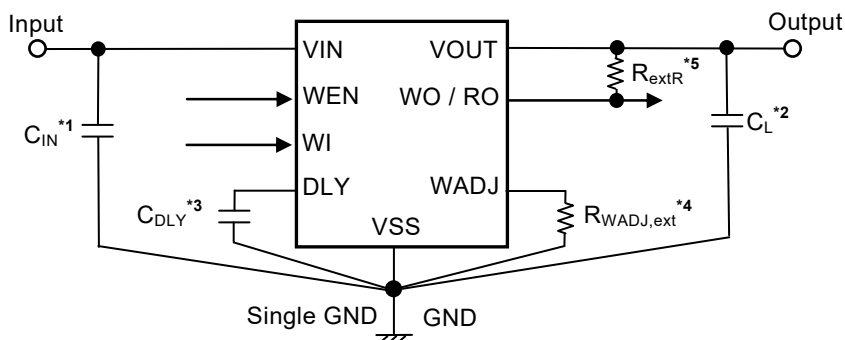 Input
Output
VIN
VOUT
R_extR*5
WEN
WO / RO
C_IN*1
WI
C_L*2
DLY
WADJ
C_DLY*3
R_WADJ,ext*4
VSS
Single GND
GND